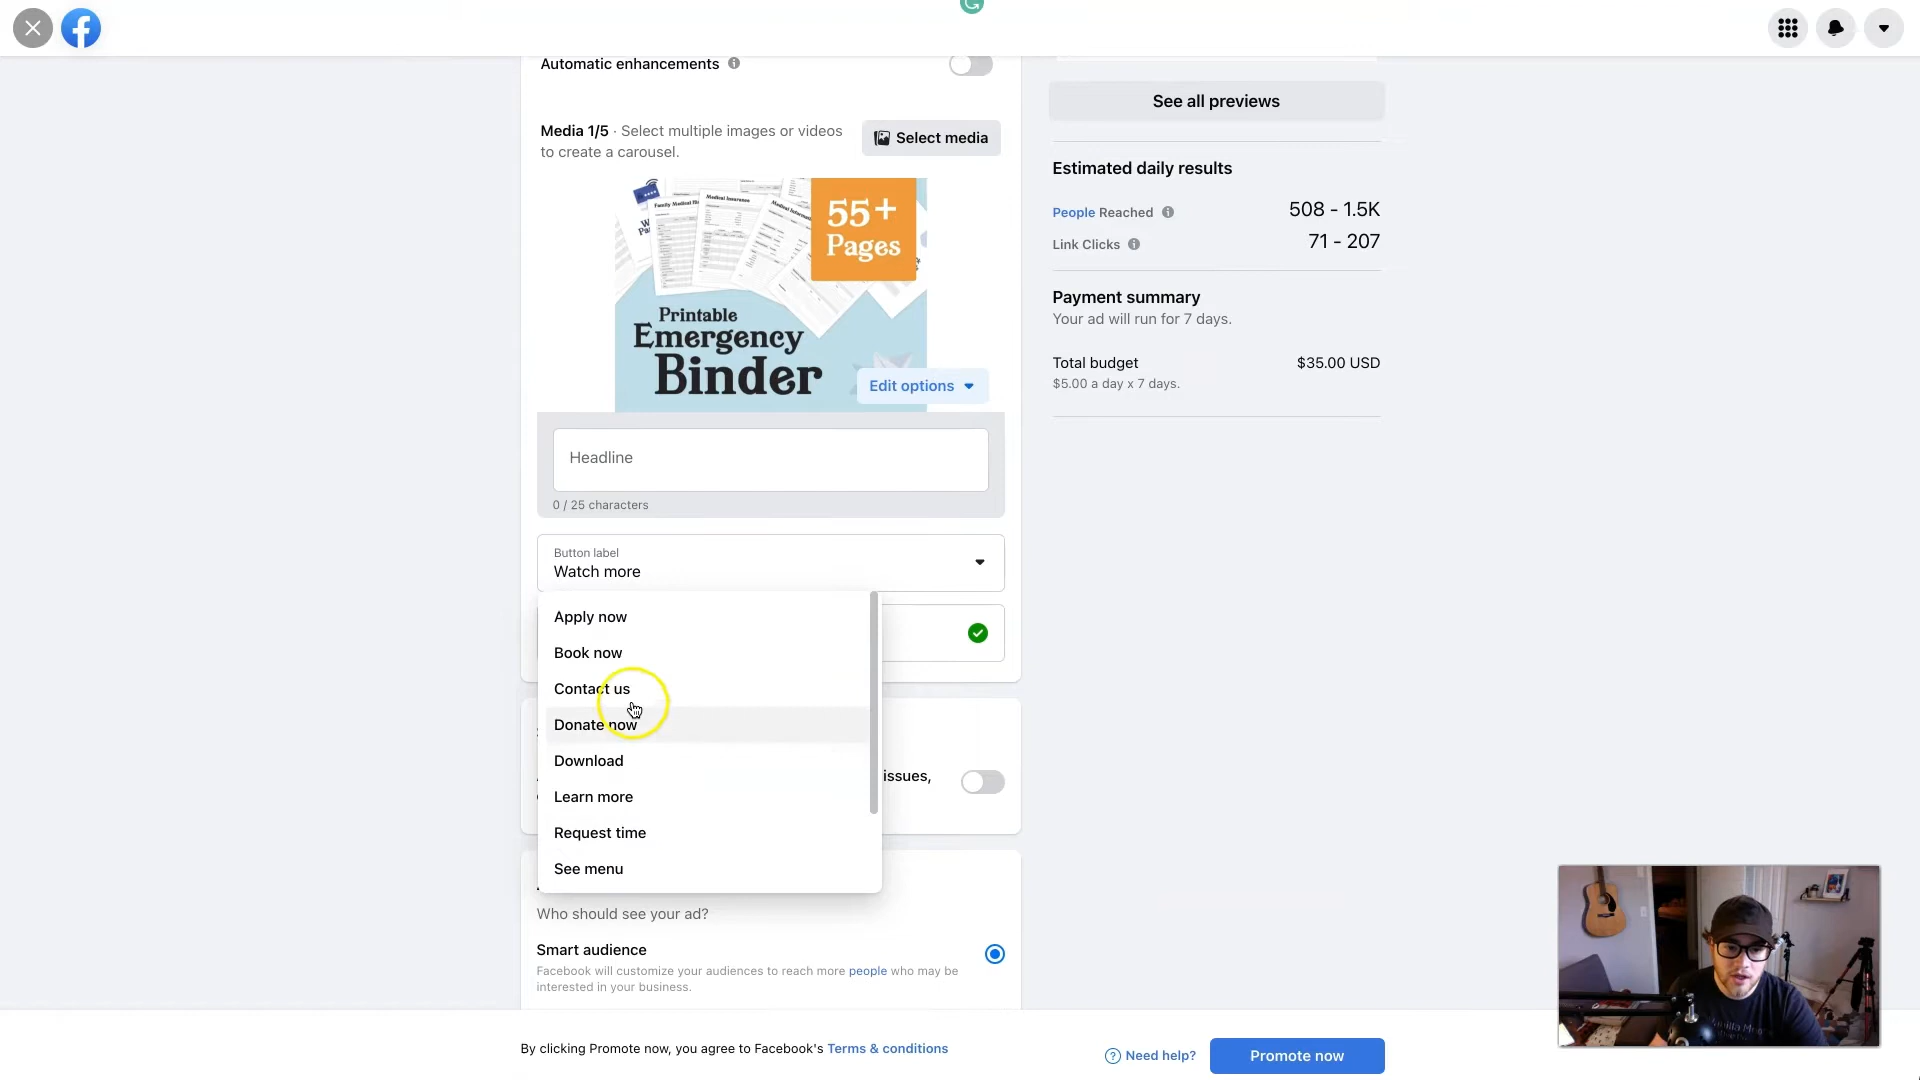 Automatic enhancements
See all previews
Media 1/5 · Select multiple images or videos
to create a carousel.
Select media
Estimated daily results
People Reached
508 - 1.5K
Link Clicks
71 - 207
Family Medical
Medical Insurance
55+
Pages
Printable
Emergency
Binder
Edit options
Payment summary
Your ad will run for 7 days.
Total budget
$35.00 USD
$5.00 a day x 7 days.
Headline
0 / 25 characters
Button label
Watch more
Apply now
Book now
Contact us
Donate now
Download
Learn more
Request time
See menu
issues,
Who should see your ad?
Smart audience
Facebook will customize your audiences to reach more people who may be
interested in your business.
By clicking Promote now, you agree to Facebook's Terms & conditions
Need help?
Promote now